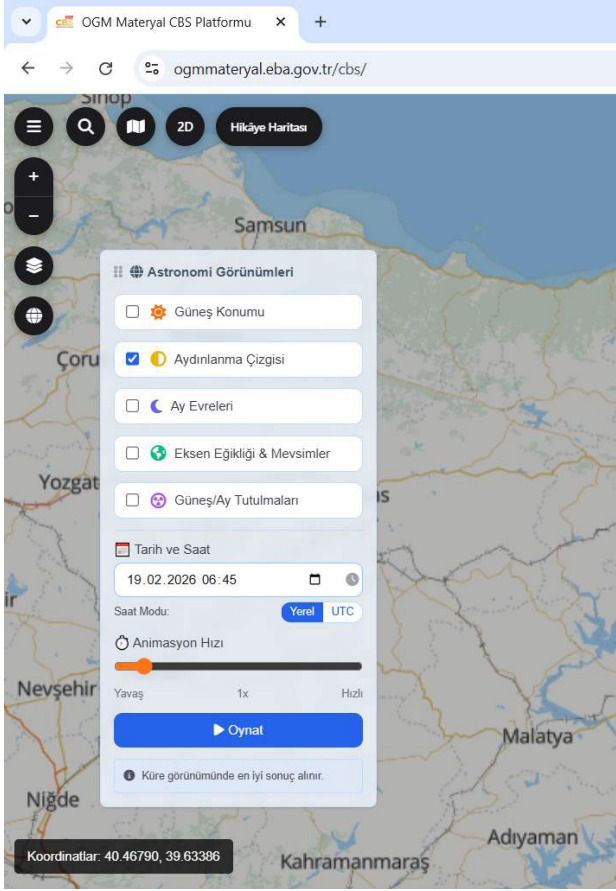 OGM Materyal CBS Platformu
ogmmateryal.eba.gov.tr/cbs/
Sinop
2D
Hikâye Haritası
Samsun
Astronomi Görünümleri
Güneş Konumu
Çoru
Aydınlanma Çizgisi
Ay Evreleri
Eksen Eğikliği & Mevsimler
Yozgat
Güneş/Ay Tutulmaları
as
Tarih ve Saat
19.02.2026 06:45
Saat Modu:
Yerel UTC
Animasyon Hızı
Nevşehir
Yavaş 1x Hızlı
Oynat
Malatya
Küre görünümünde en iyi sonuç alınır.
Niğde
Adıyaman
Koordinatlar: 40.46790, 39.63386
Kahramanmaraş